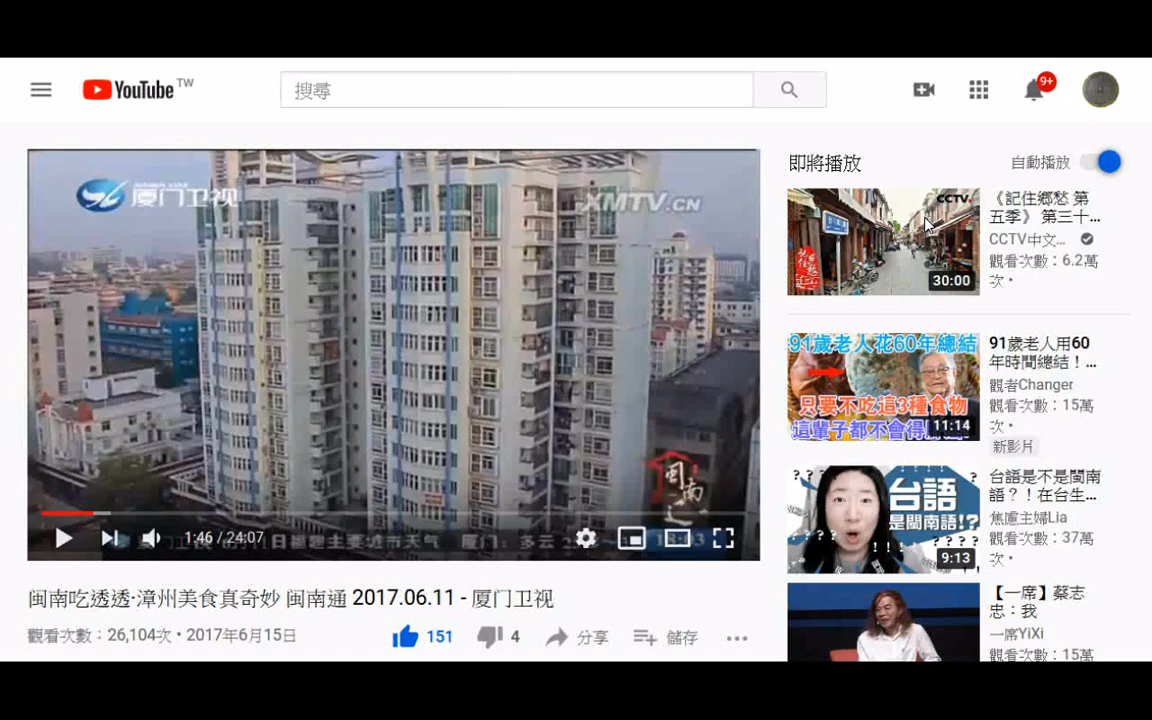 YouTube TW
搜尋
9+
厦门卫视
XMTV.CN
闽南通
1:46 / 24:07
闽南吃透透·漳州美食真奇妙 闽南通 2017.06.11 - 厦门卫视
觀看次數：26,104次 • 2017年6月15日
151
4
分享
儲存
即將播放
自動播放
CCTV.
30:00
《記住鄉愁 第
五季》 第三十...
CCTV中文...
觀看次數：6.2萬
次 •
91歲老人花60年總結
只要不吃這3種食物
這輩子都不會得
11:14
91歲老人用60
年時間總結！...
觀者Changer
觀看次數：15萬
次 •
新影片
台語
是不是閩南語!?
9:13
台語是不是閩南
語？！在台生...
焦慮主婦Lia
觀看次數：37萬
次 •
【一席】蔡志
忠：我
一席YiXi
觀看次數：15萬